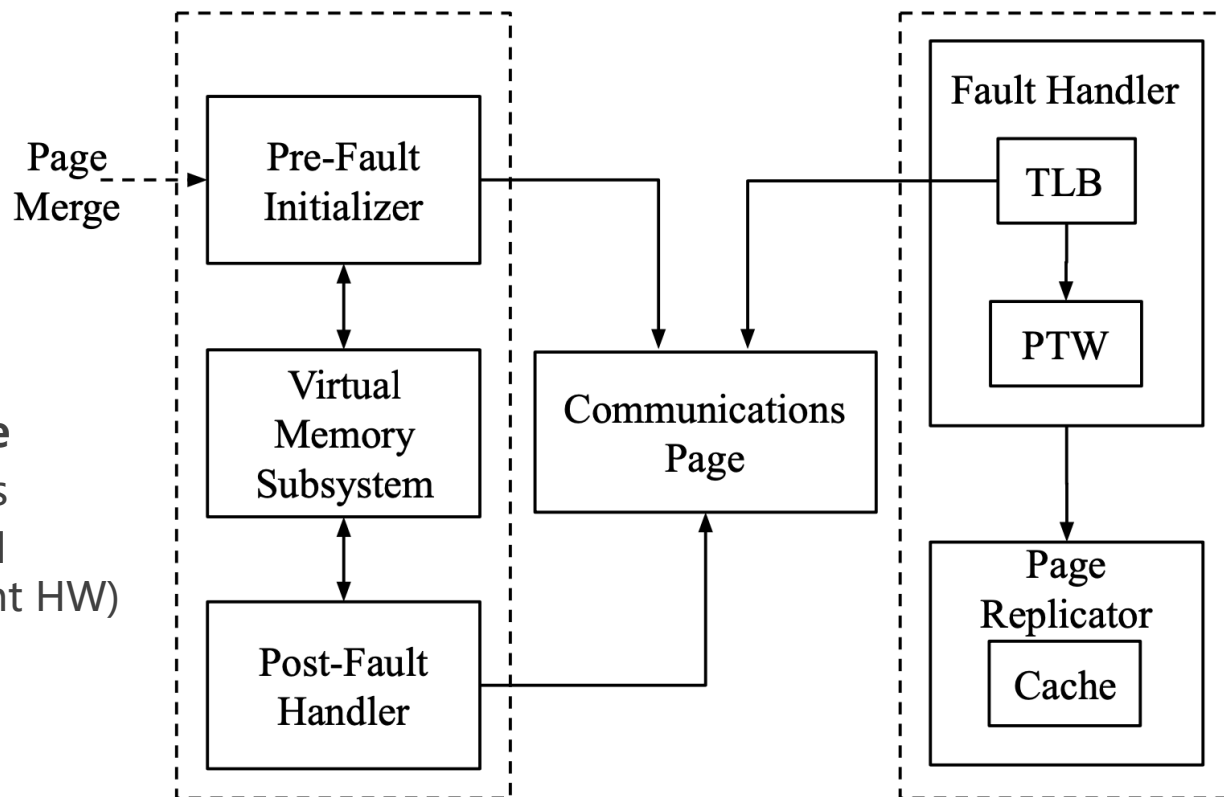 Page
Merge
Pre-Fault
Initializer
Virtual
Memory
Subsystem
Post-Fault
Handler
Communications
Page
Fault Handler
TLB
PTW
Page
Replicator
Cache
HW)